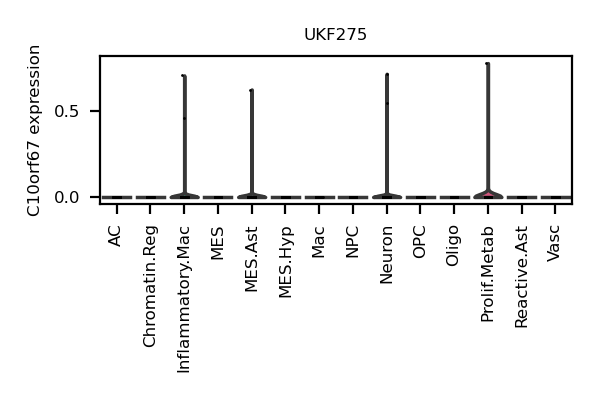 UKF275
C10orf67 expression
0.5
0.0
AC
Chromatin.Reg
Inflammatory.Mac
MES
MES.Ast
MES.Hyp
Mac
NPC
Neuron
OPC
Oligo
Prolif.Metab
Reactive.Ast
Vasc